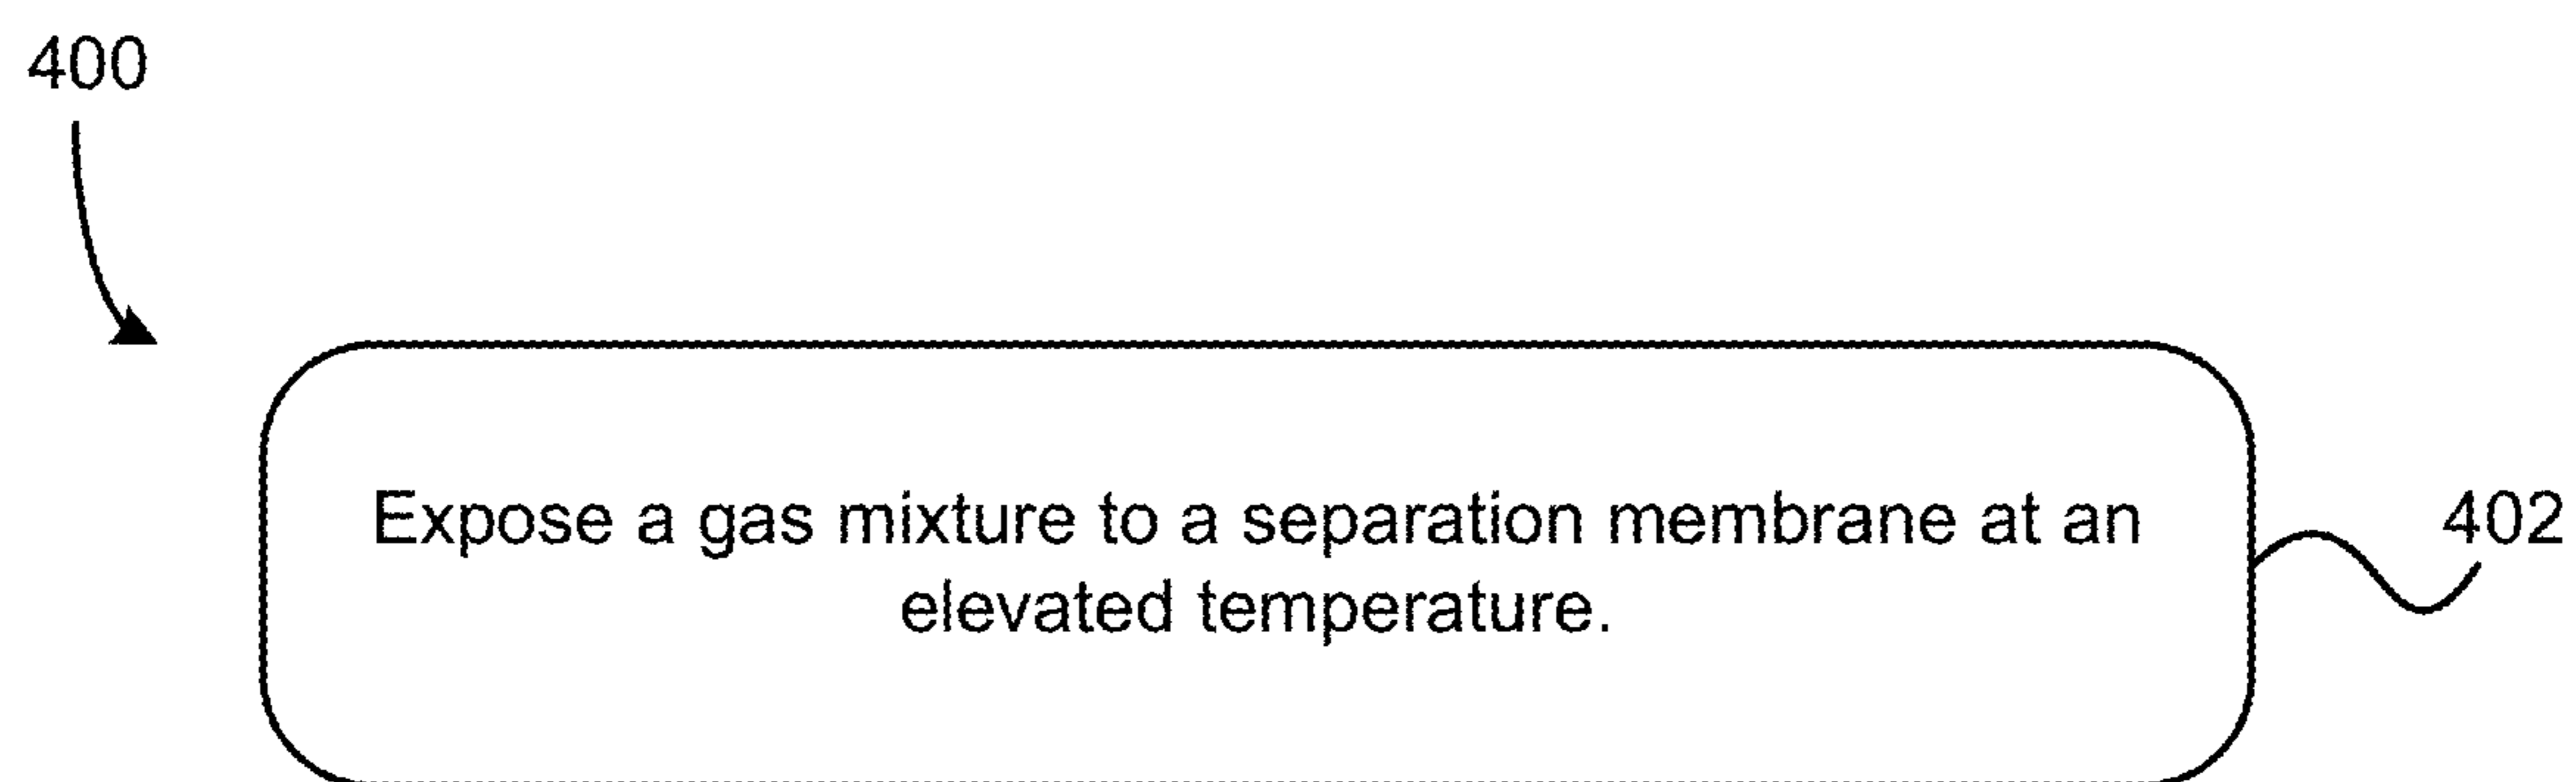 400
Expose a gas mixture to a separation membrane at an
elevated temperature.
402